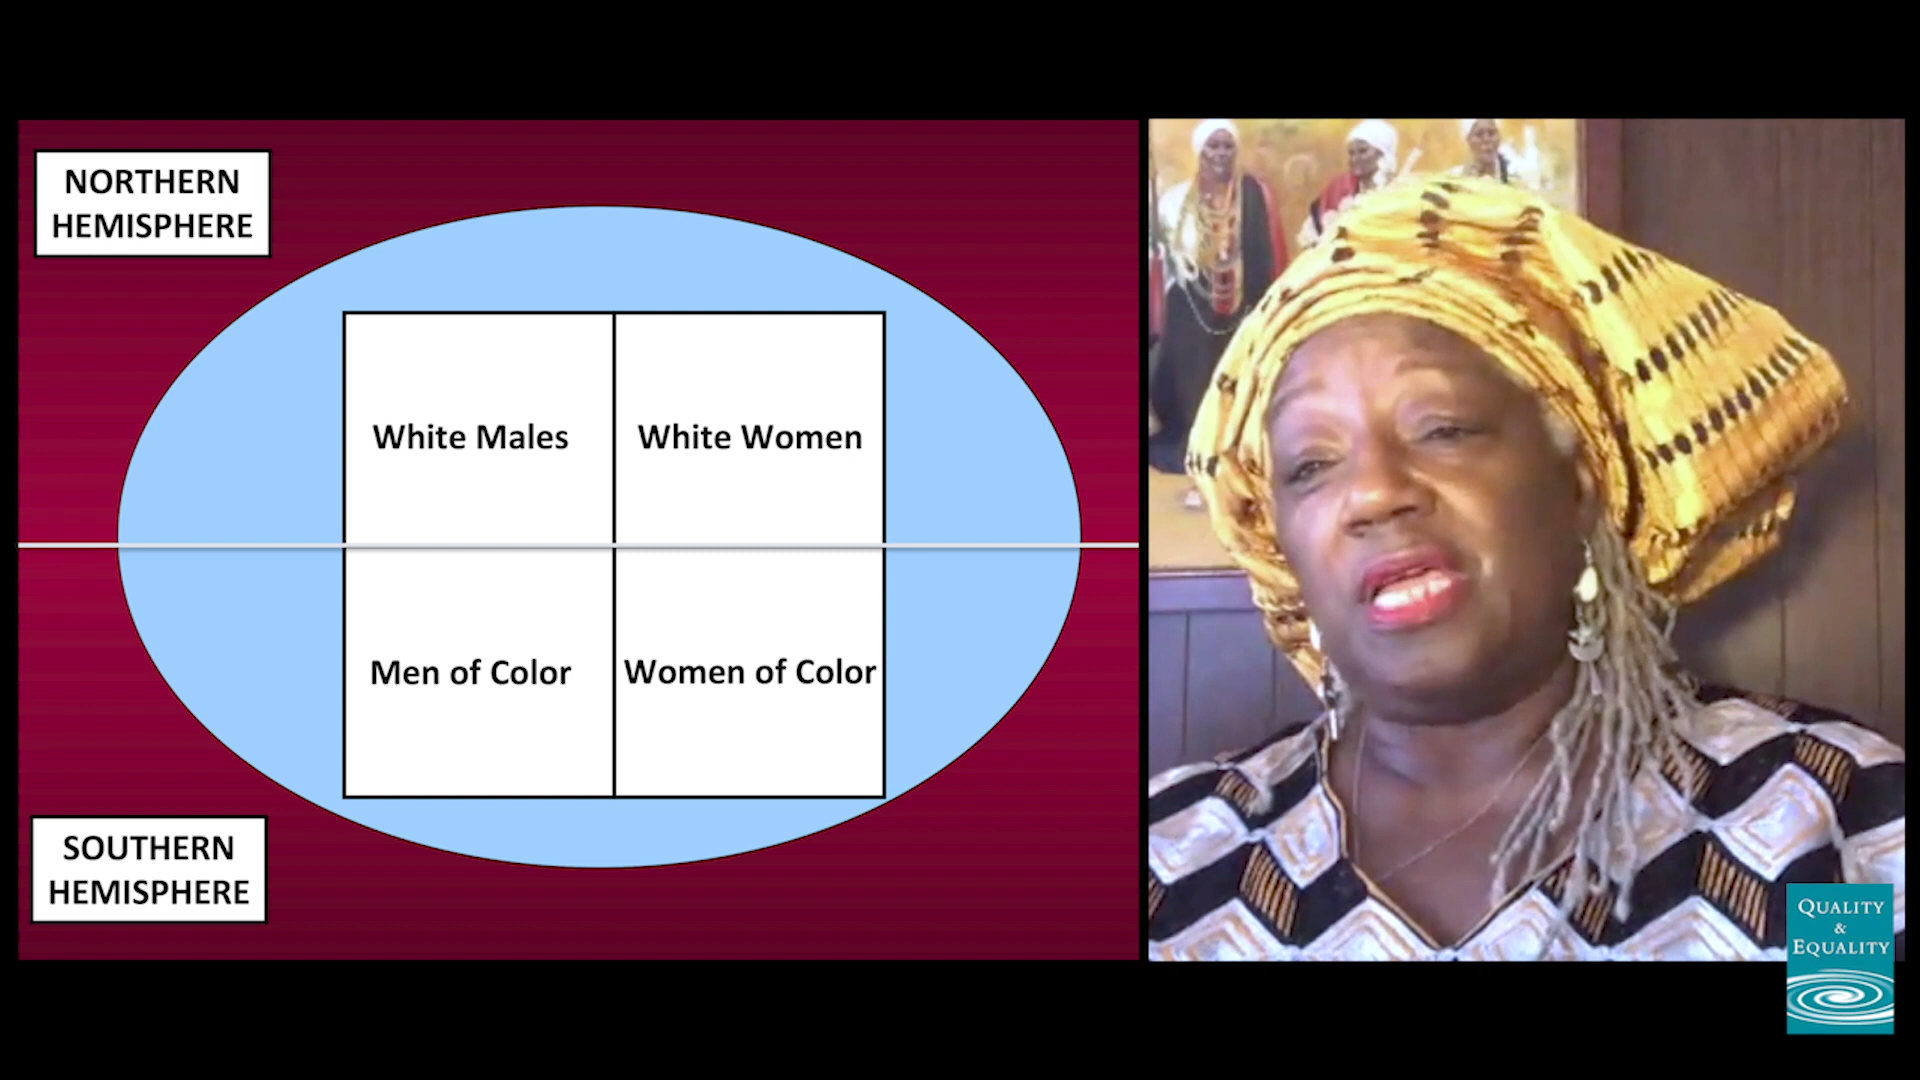 NORTHERN
HEMISPHERE
White Males
White Women
Men of Color
Women of Color
SOUTHERN
HEMISPHERE
QUALITY
&
EQUALITY